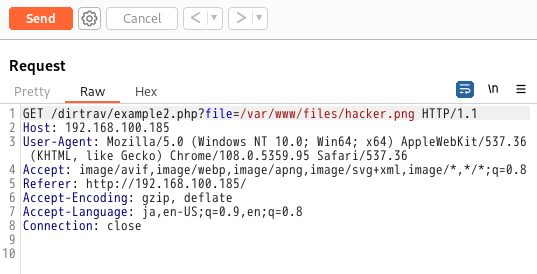 Send Cancel < ▼ > ▼
Request
Pretty Raw Hex \n ≡
1 GET /dirtrav/example2.php?file=/var/www/files/hacker.png HTTP/1.1
2 Host: 192.168.100.185
3 User-Agent: Mozilla/5.0 (Windows NT 10.0; Win64; x64) AppleWebKit/537.36
(KHTML, like Gecko) Chrome/108.0.5359.95 Safari/537.36
4 Accept: image/avif,image/webp,image/apng,image/svg+xml,image/*,*/*;q=0.8
5 Referer: http://192.168.100.185/
6 Accept-Encoding: gzip, deflate
7 Accept-Language: ja,en-US;q=0.9,en;q=0.8
8 Connection: close
9
10